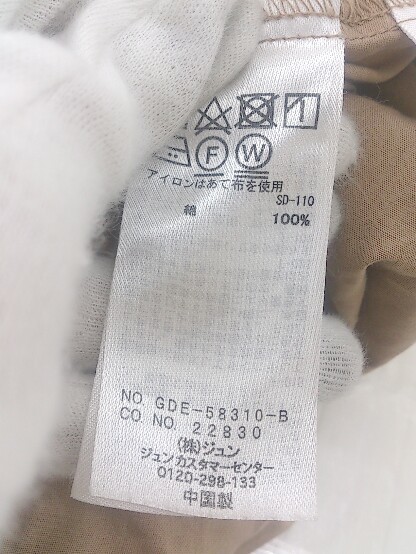 F W
アイロンはあて布を使用
SD-110
綿 100%
NO. GDE-58310-B
CO. NO. 22830
(株)ジュン
ジュンカスタマーセンター
0120-298-133
中国製